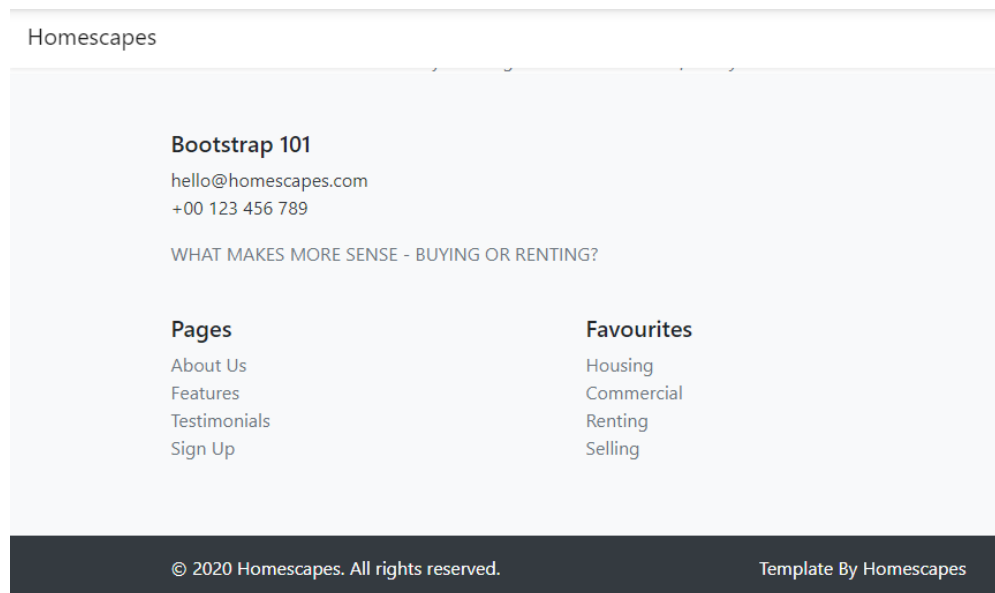 Homescapes
Bootstrap 101
hello@homescapes.com
+00 123 456 789
WHAT MAKES MORE SENSE - BUYING OR RENTING?
Pages
About Us
Features
Testimonials
Sign Up
Favourites
Housing
Commercial
Renting
Selling
© 2020 Homescapes. All rights reserved.
Template By Homescapes